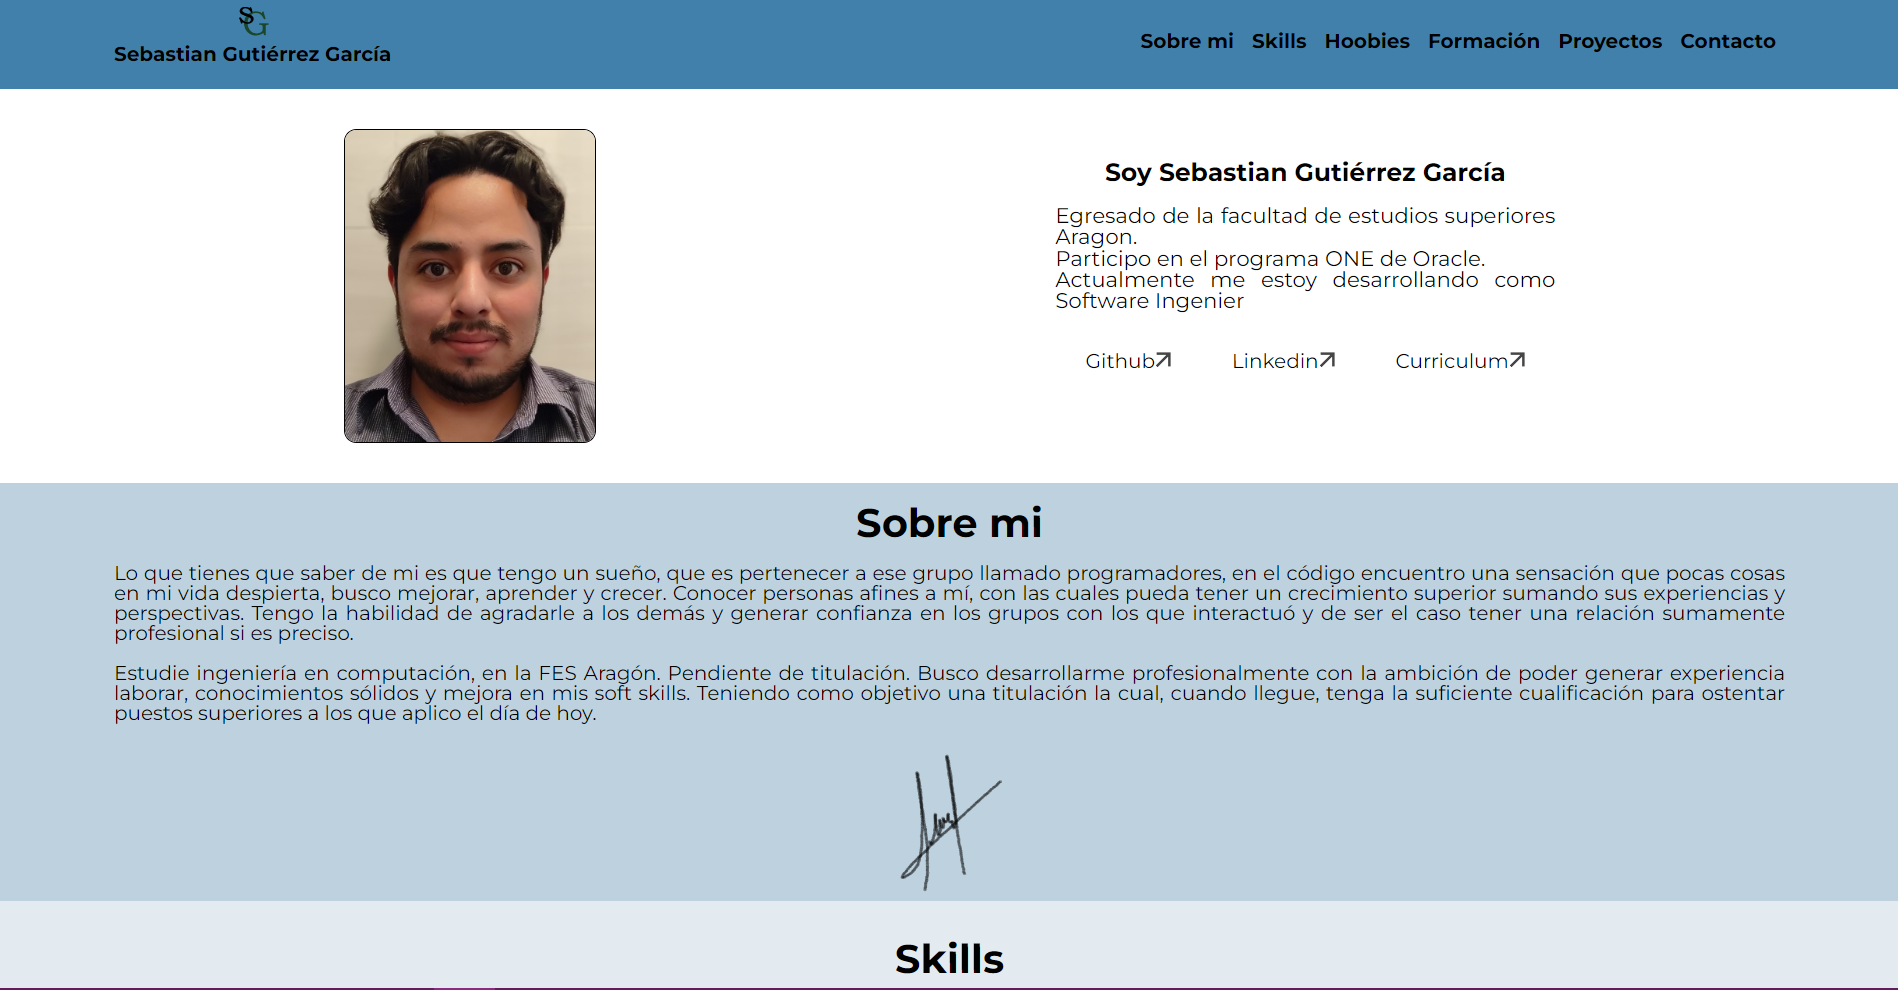 SG
Sebastian Gutiérrez García
Sobre mi Skills Hoobies Formación Proyectos Contacto
Soy Sebastian Gutiérrez García
Egresado de la facultad de estudios superiores
Aragon.
Participo en el programa ONE de Oracle.
Actualmente me estoy desarrollando como
Software Ingenier
Github Linkedin Curriculum
Sobre mi
Lo que tienes que saber de mi es que tengo un sueño, que es pertenecer a ese grupo llamado programadores, en el código encuentro una sensación que pocas cosas
en mi vida despierta, busco mejorar, aprender y crecer. Conocer personas afines a mí, con las cuales pueda tener un crecimiento superior sumando sus experiencias y
perspectivas. Tengo la habilidad de agradarle a los demás y generar confianza en los grupos con los que interactuó y de ser el caso tener una relación sumamente
profesional si es preciso.
Estudie ingeniería en computación, en la FES Aragón. Pendiente de titulación. Busco desarrollarme profesionalmente con la ambición de poder generar experiencia
laborar, conocimientos sólidos y mejora en mis soft skills. Teniendo como objetivo una titulación la cual, cuando llegue, tenga la suficiente cualificación para ostentar
puestos superiores a los que aplico el día de hoy.
Skills